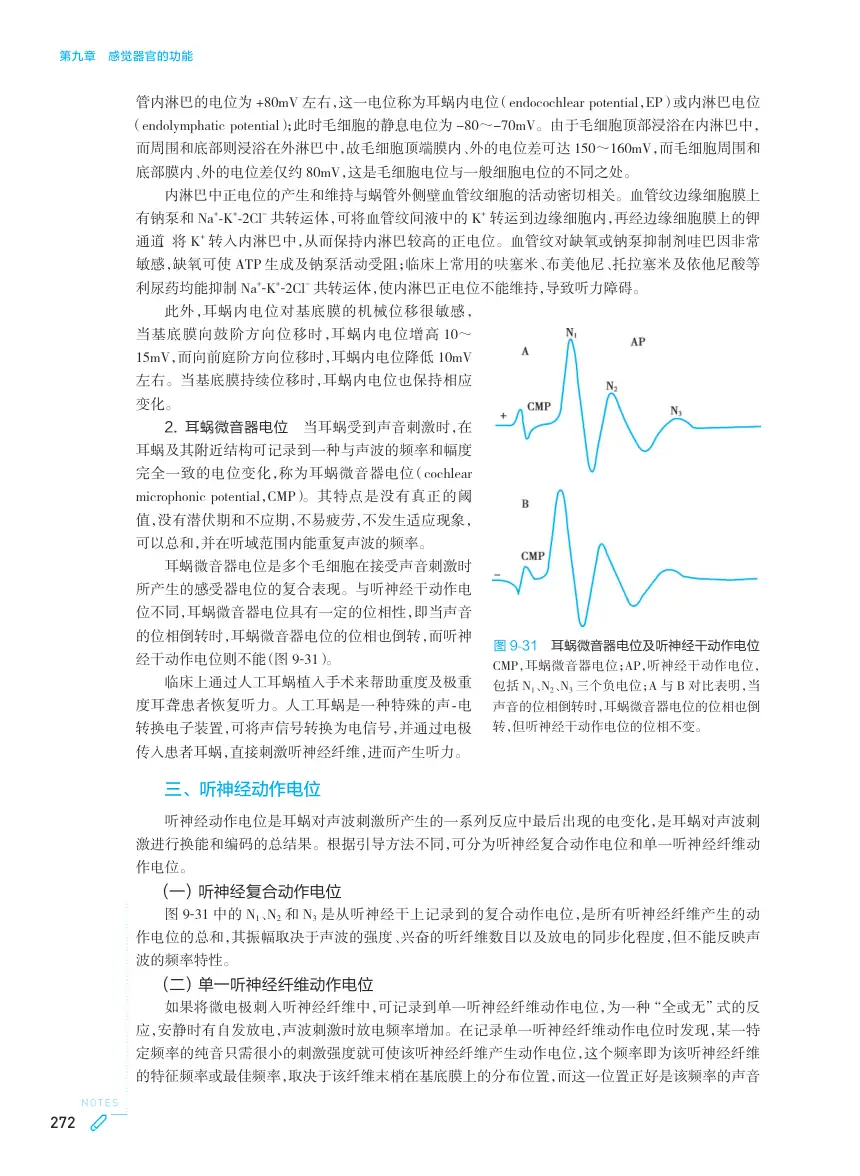 第九章 感觉器官的功能
管内淋巴的电位为 +80mV 左右,这一电位称为耳蜗内电位( endocochlear potential,EP )或内淋巴电位
( endolymphatic potential );此时毛细胞的静息电位为 –80～–70mV。由于毛细胞顶部浸浴在内淋巴中,
而周围和底部则浸浴在外淋巴中,故毛细胞顶端膜内、外的电位差可达 150～160mV,而毛细胞周围和
底部膜内、外的电位差仅约 80mV,这是毛细胞电位与一般细胞电位的不同之处。
内淋巴中正电位的产生和维持与蜗管外侧壁血管纹细胞的活动密切相关。血管纹边缘细胞膜上
有钠泵和 Na⁺-K⁺-2Cl⁻ 共转运体,可将血管纹间液中的 K⁺ 转运到边缘细胞内,再经边缘细胞膜上的钾
通道 将 K⁺ 转入内淋巴中,从而保持内淋巴较高的正电位。血管纹对缺氧或钠泵抑制剂哇巴因非常
敏感,缺氧可使 ATP 生成及钠泵活动受阻;临床上常用的呋塞米、布美他尼、托拉塞米及依他尼酸等
利尿药均能抑制 Na⁺-K⁺-2Cl⁻ 共转运体,使内淋巴正电位不能维持,导致听力障碍。
此外,耳蜗内电位对基底膜的机械位移很敏感,
当基底膜向鼓阶方向位移时,耳蜗内电位增高 10～
15mV,而向前庭阶方向位移时,耳蜗内电位降低 10mV
左右。当基底膜持续位移时,耳蜗内电位也保持相应
变化。
2. 耳蜗微音器电位 当耳蜗受到声音刺激时,在
耳蜗及其附近结构可记录到一种与声波的频率和幅度
完全一致的电位变化,称为耳蜗微音器电位( cochlear
microphonic potential,CMP )。其特点是没有真正的阈
值,没有潜伏期和不应期,不易疲劳,不发生适应现象,
可以总和,并在听域范围内能重复声波的频率。
耳蜗微音器电位是多个毛细胞在接受声音刺激时
所产生的感受器电位的复合表现。与听神经干动作电
位不同,耳蜗微音器电位具有一定的位相性,即当声音
的位相倒转时,耳蜗微音器电位的位相也倒转,而听神
经干动作电位则不能(图 9-31 )。
临床上通过人工耳蜗植入手术来帮助重度及极重
度耳聋患者恢复听力。人工耳蜗是一种特殊的声-电
转换电子装置,可将声信号转换为电信号,并通过电极
传入患者耳蜗,直接刺激听神经纤维,进而产生听力。
A
N₁
AP
N₂
N₃
+
CMP
B
CMP
–
图 9-31 耳蜗微音器电位及听神经干动作电位
CMP,耳蜗微音器电位;AP,听神经干动作电位,
包括 N₁、N₂、N₃ 三个负电位;A 与 B 对比表明,当
声音的位相倒转时,耳蜗微音器电位的位相也倒
转,但听神经干动作电位的位相不变。
三、听神经动作电位
听神经动作电位是耳蜗对声波刺激所产生的一系列反应中最后出现的电变化,是耳蜗对声波刺
激进行换能和编码的总结果。根据引导方法不同,可分为听神经复合动作电位和单一听神经纤维动
作电位。
(一)听神经复合动作电位
图 9-31 中的 N₁、N₂ 和 N₃ 是从听神经干上记录到的复合动作电位,是所有听神经纤维产生的动
作电位的总和,其振幅取决于声波的强度、兴奋的听纤维数目以及放电的同步化程度,但不能反映声
波的频率特性。
(二)单一听神经纤维动作电位
如果将微电极刺入听神经纤维中,可记录到单一听神经纤维动作电位,为一种“全或无”式的反
应,安静时有自发放电,声波刺激时放电频率增加。在记录单一听神经纤维动作电位时发现,某一特
定频率的纯音只需很小的刺激强度就可使该听神经纤维产生动作电位,这个频率即为该听神经纤维
的特征频率或最佳频率,取决于该纤维末梢在基底膜上的分布位置,而这一位置正好是该频率的声音
NOTES
272